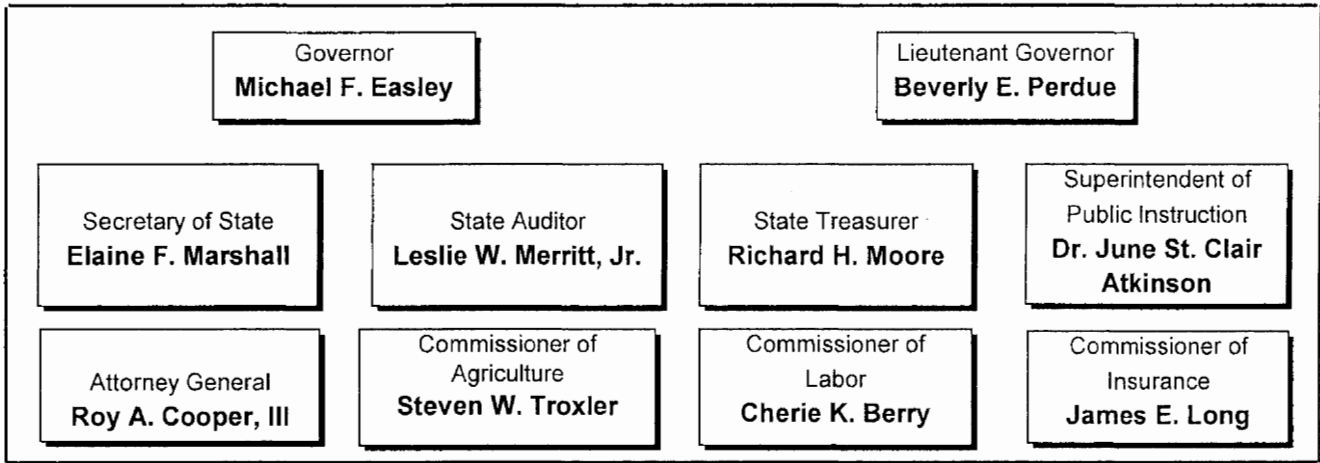 Governor
Michael F. Easley
Lieutenant Governor
Beverly E. Perdue
Secretary of State
Elaine F. Marshall
State Auditor
Leslie W. Merritt, Jr.
State Treasurer
Richard H. Moore
Superintendent of
Public Instruction
Dr. June St. Clair
Atkinson
Attorney General
Roy A. Cooper, III
Commissioner of
Agriculture
Steven W. Troxler
Commissioner of
Labor
Cherie K. Berry
Commissioner of
Insurance
James E. Long